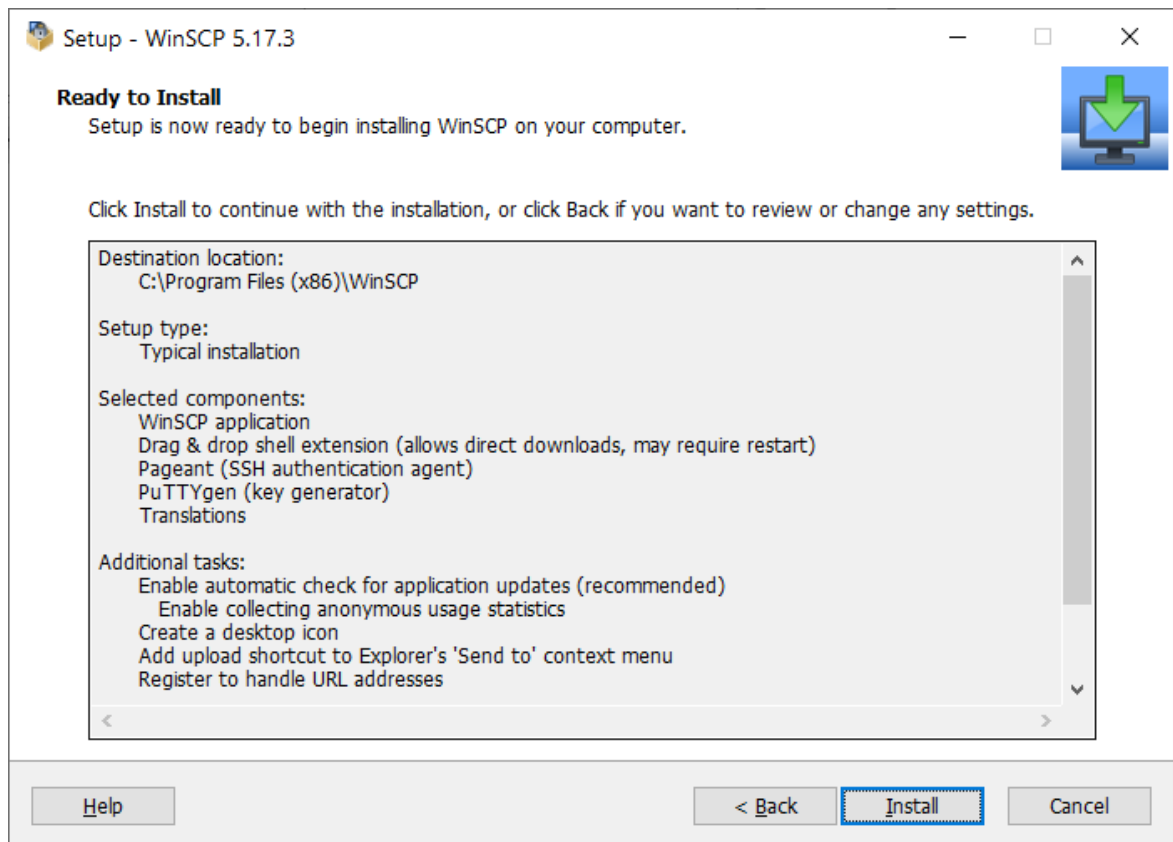 Setup - WinSCP 5.17.3
Ready to Install
Setup is now ready to begin installing WinSCP on your computer.
Click Install to continue with the installation, or click Back if you want to review or change any settings.
Destination location:
C:\Program Files (x86)\WinSCP
Setup type:
Typical installation
Selected components:
WinSCP application
Drag & drop shell extension (allows direct downloads, may require restart)
Pageant (SSH authentication agent)
PuTTYgen (key generator)
Translations
Additional tasks:
Enable automatic check for application updates (recommended)
Enable collecting anonymous usage statistics
Create a desktop icon
Add upload shortcut to Explorer's 'Send to' context menu
Register to handle URL addresses
Help
< Back
Install
Cancel